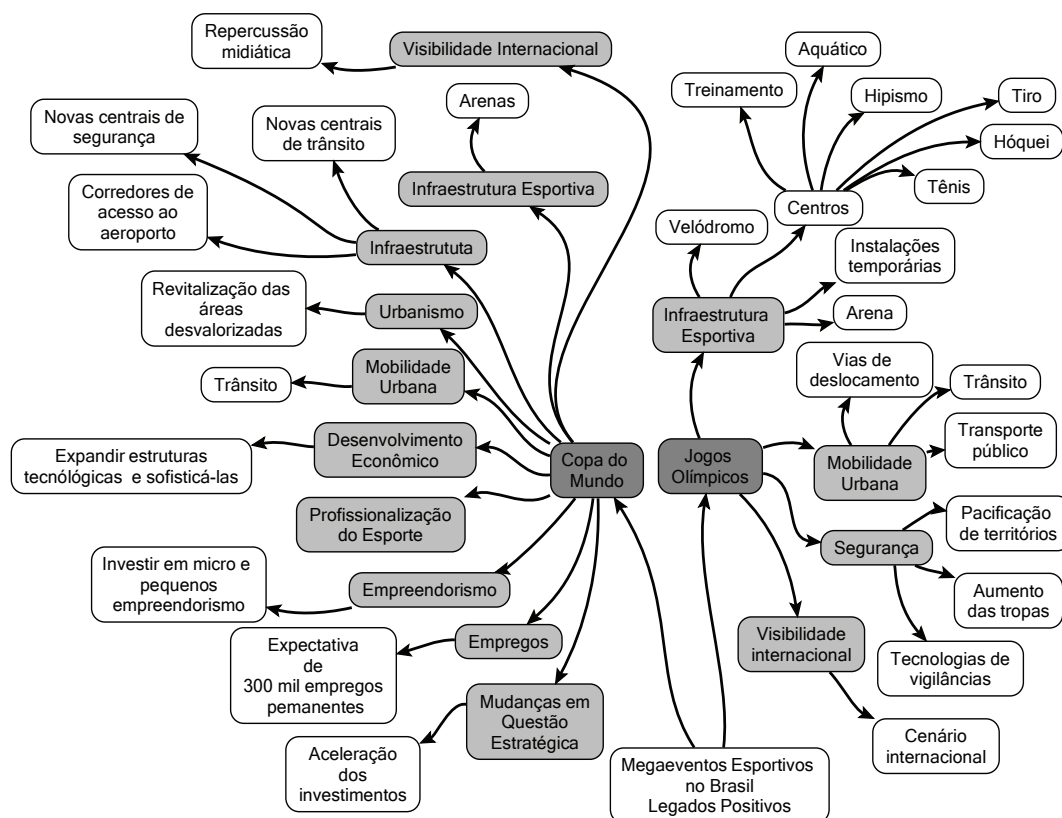 Repercussão
midiática
Visibilidade Internacional
Arenas
Novas centrais de
segurança
Novas centrais
de trânsito
Infraestrutura Esportiva
Corredores de
acesso ao
aeroporto
Infraestrututa
Revitalização das
áreas
desvalorizadas
Urbanismo
Mobilidade
Urbana
Trânsito
Desenvolvimento
Econômico
Expandir estruturas
tecnólógicas e sofisticá-las
Profissionalização
do Esporte
Investir em micro e
pequenos
empreendorismo
Empreendorismo
Empregos
Expectativa
de
300 mil empregos
pemanentes
Mudanças em
Questão
Estratégica
Aceleração
dos
investimentos
Copa do
Mundo
Jogos
Olímpicos
Megaeventos Esportivos
no Brasil
Legados Positivos
Aquático
Treinamento
Hipismo
Tiro
Hóquei
Tênis
Centros
Velódromo
Instalações
temporárias
Infraestrutura
Esportiva
Arena
Vias de
deslocamento
Trânsito
Transporte
público
Mobilidade
Urbana
Pacificação
de territórios
Segurança
Aumento
das tropas
Tecnologias de
vigilâncias
Visibilidade
internacional
Cenário
internacional